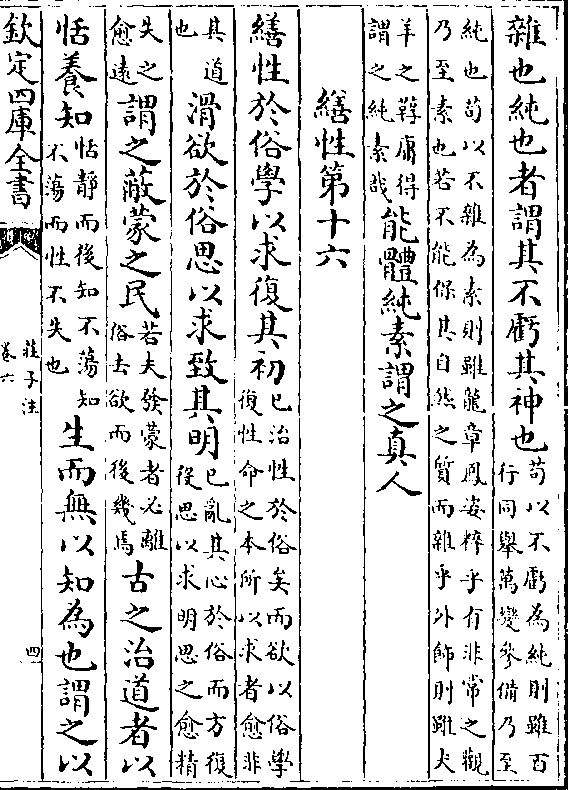 雜也純也者謂其不虧其神也苟以不虧為純則雖百行同舉萬變參備乃至
純也苟以不雜為素則雖龍章鳳姿犖乎有非常之觀乃至素也若不能保其自然之質而雜乎外飾則雖犬
羊之鞹庸得謂之純素哉能體純素謂之真人
繕性第十六
繕性於俗學以求復其初已治性於俗矣而欲以俗學復性命之本所以求者愈非
其道也滑欲於俗思以求致其明已亂其心於俗而方復役思以求明思之愈精
失之愈遠謂之蔽蒙之民若夫發蒙者必離俗去欲而後幾焉古之治道者以
恬養知恬靜而後知不蕩知不蕩而性不失也生而無以知為也謂之以
欽定四庫全書
莊子注
卷六
四